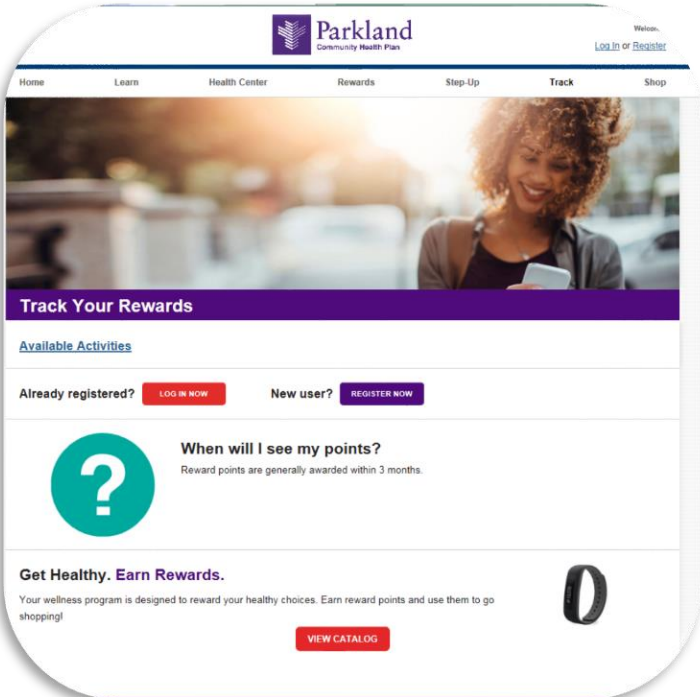 Parkland
Community Health Plan
Log In or Register
Home Learn Health Center Rewards Step-Up Track Shop
Track Your Rewards
Available Activities
Already registered? LOG IN NOW New user? REGISTER NOW
?
When will I see my points?
Reward points are generally awarded within 3 months.
Get Healthy. Earn Rewards.
Your wellness program is designed to reward your healthy choices. Earn reward points and use them to go
shopping!
VIEW CATALOG